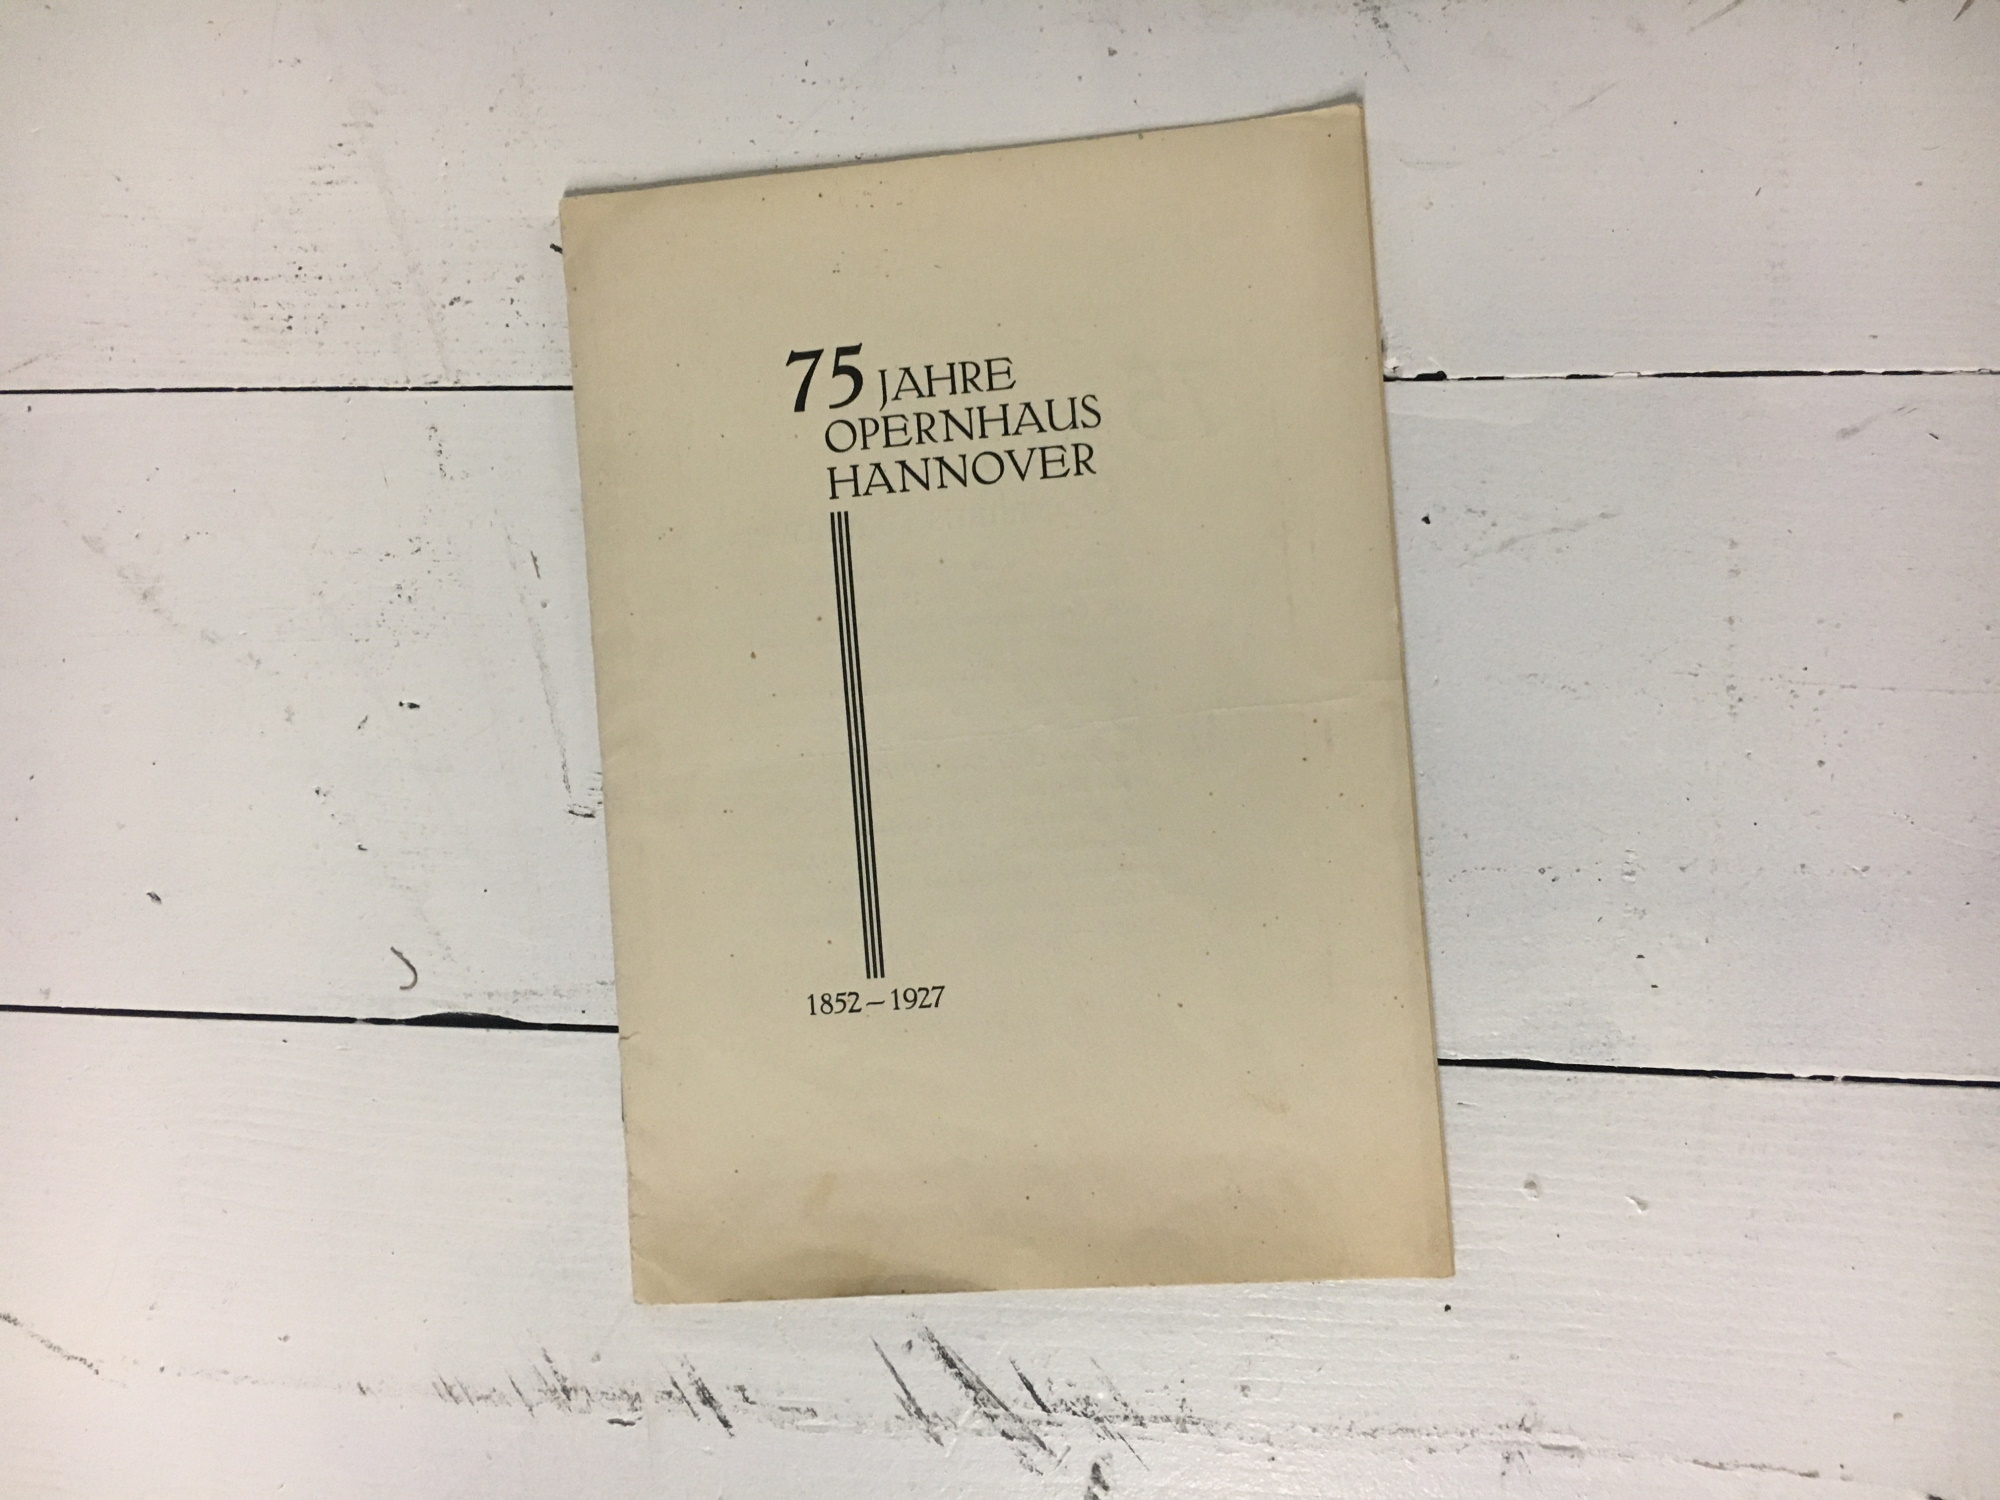 75 JAHRE
OPERNHAUS
HANNOVER
1852 – 1927